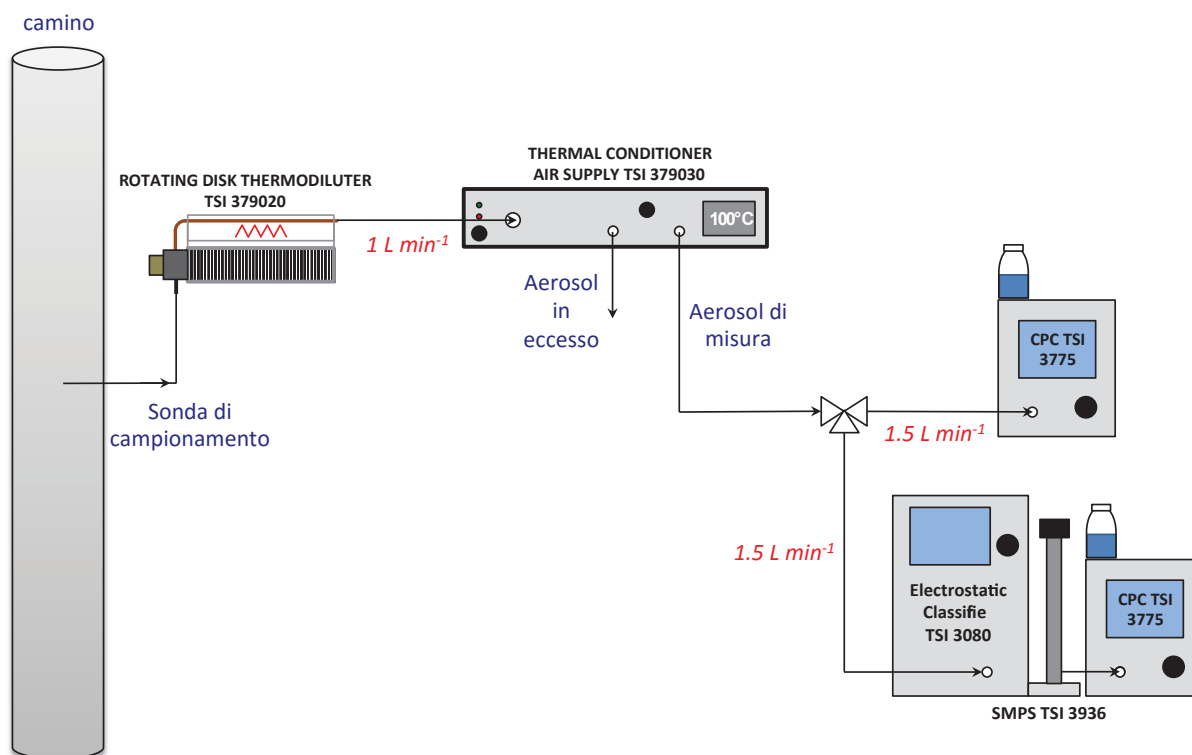 camino
ROTATING DISK THERMODILUTER
TSI 379020
THERMAL CONDITIONER
AIR SUPPLY TSI 379030
100°C
1 L min⁻¹
Aerosol
in
eccesso
Aerosol di
misura
Sonda di
campionamento
CPC TSI
3775
1.5 L min⁻¹
1.5 L min⁻¹
Electrostatic
Classifie
TSI 3080
CPC TSI
3775
SMPS TSI 3936